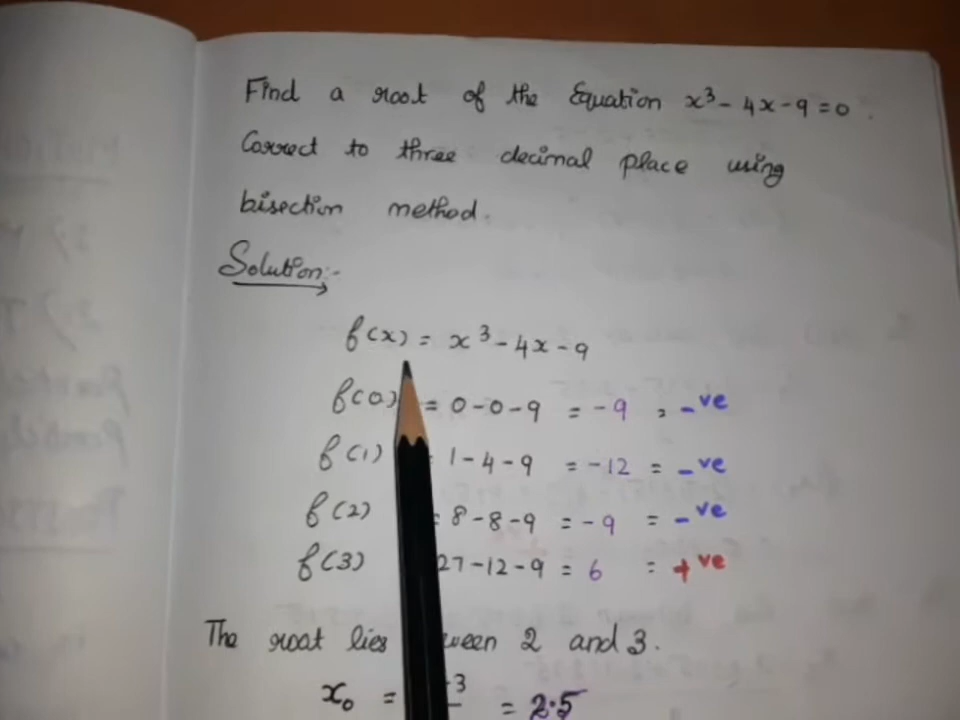 Find a root of the Equation x³ - 4x - 9 = 0.
Correct to three decimal place using
bisection method.
Solution:-
f(x) = x³ - 4x - 9
f(0) = 0 - 0 - 9 = -9 = -ve
f(1) = 1 - 4 - 9 = -12 = -ve
f(2) = 8 - 8 - 9 = -9 = -ve
f(3) 27 - 12 - 9 = 6 = +ve
The root lies 2 and 3.
x₀ = 3 = 2.5